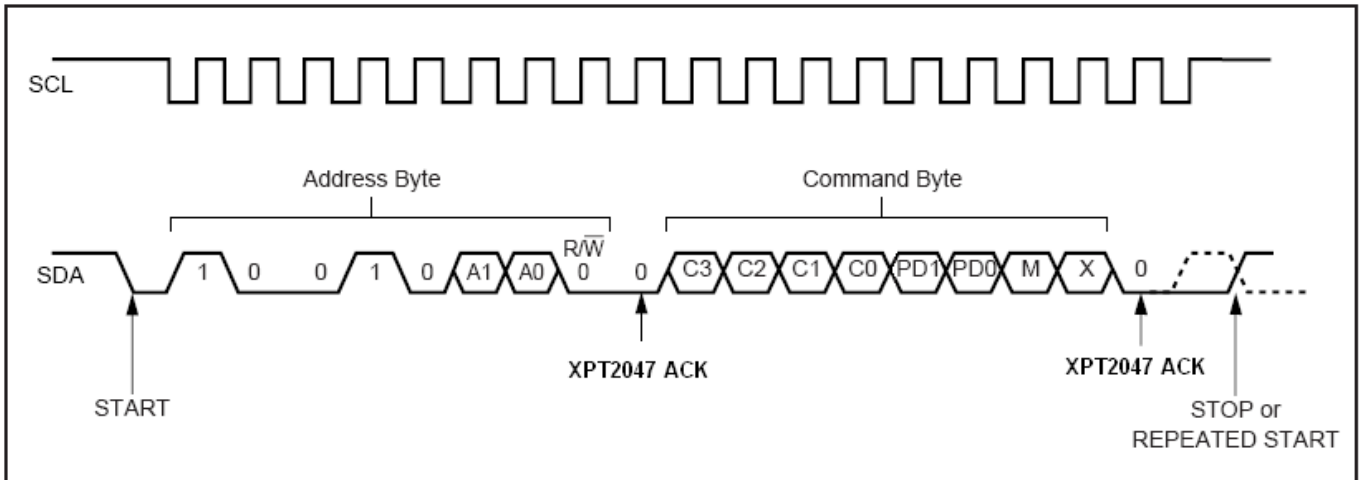 SCL
Address Byte
Command Byte
SDA
1 0 0 1 0 A1 A0 R/W̅ 0 0 C3 C2 C1 C0 PD1 PD0 M X 0
XPT2047 ACK
XPT2047 ACK
START
STOP or
REPEATED START